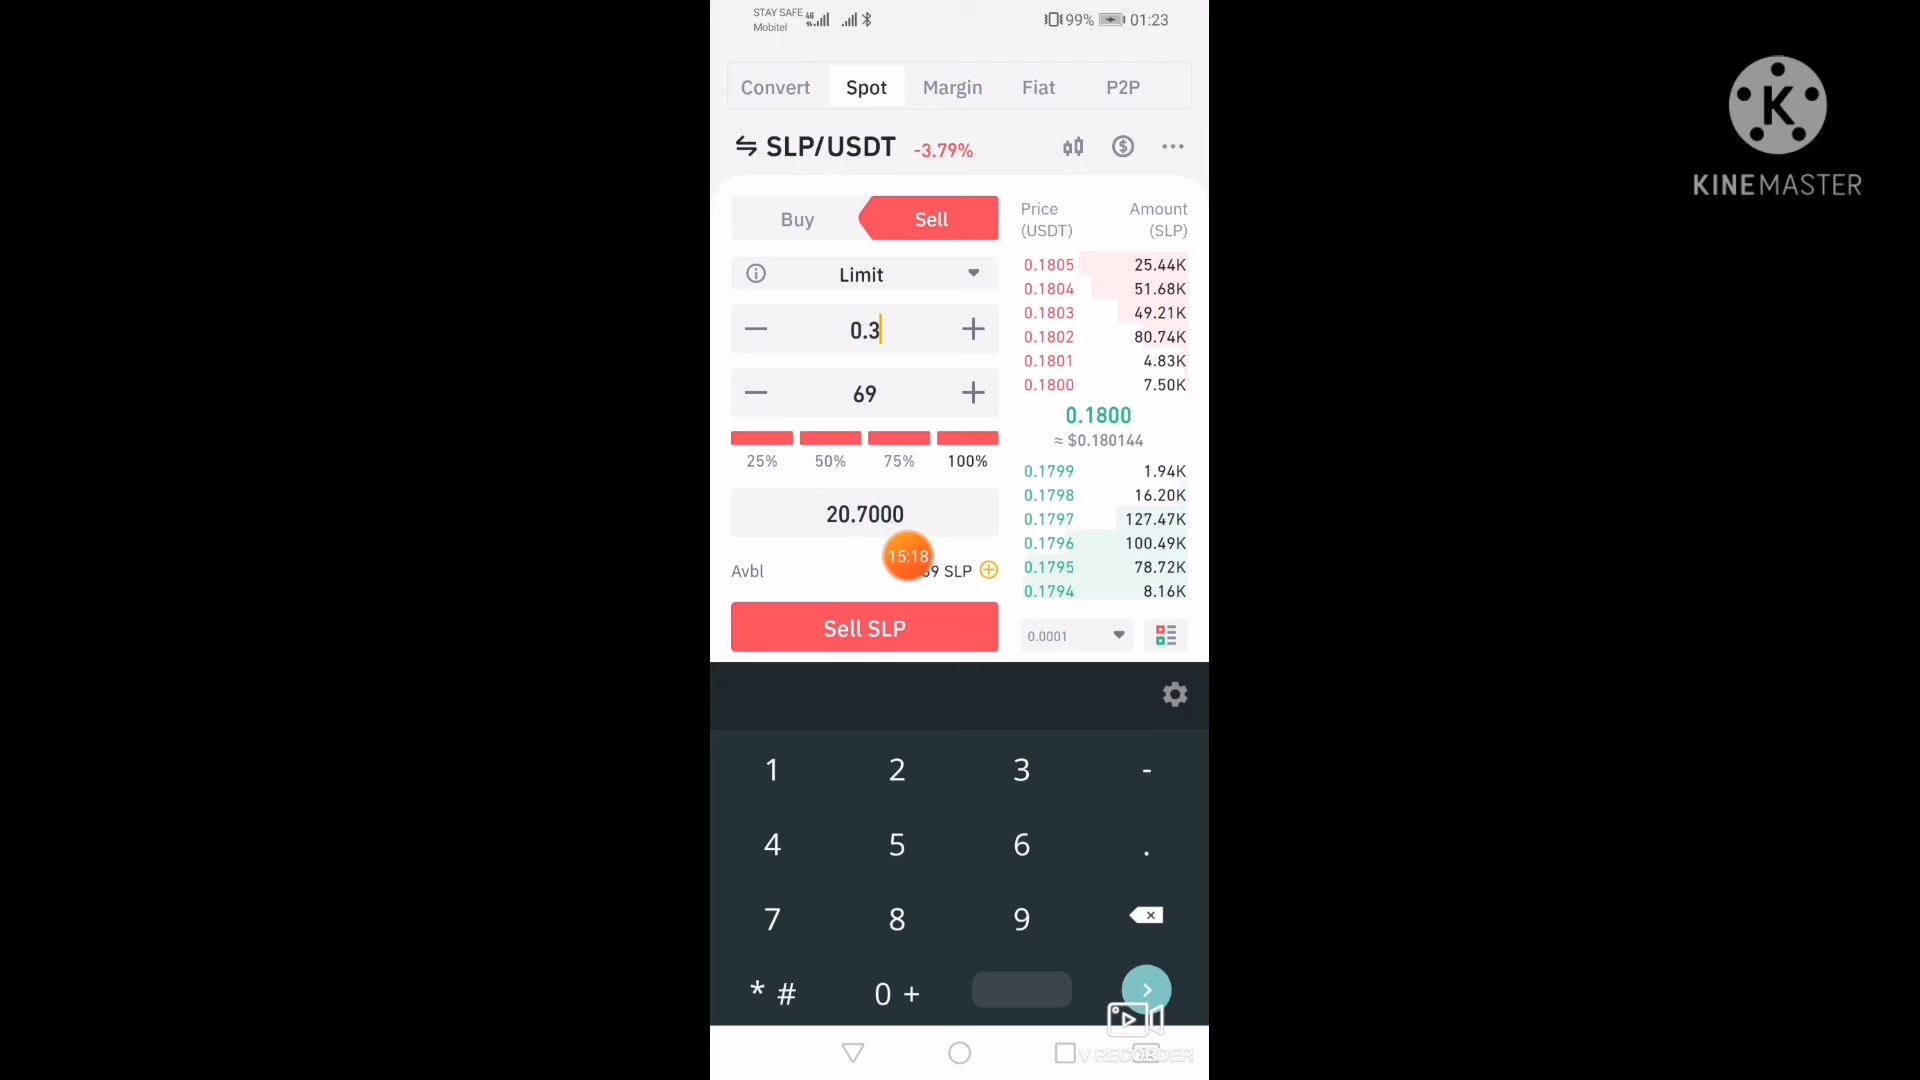 STAY SAFE
Mobitel
4G
99% 01:23
Convert Spot Margin Fiat P2P
SLP/USDT -3.79%
Buy Sell
Limit
0.3
69
25% 50% 75% 100%
20.7000
15:18
Avbl 69 SLP
Sell SLP
Price Amount
(USDT) (SLP)
0.1805 25.44K
0.1804 51.68K
0.1803 49.21K
0.1802 80.74K
0.1801 4.83K
0.1800 7.50K
0.1800
≈ $0.180144
0.1799 1.94K
0.1798 16.20K
0.1797 127.47K
0.1796 100.49K
0.1795 78.72K
0.1794 8.16K
0.0001
1 2 3 -
4 5 6 .
7 8 9
* # 0 +
V RECORDER
K
KINEMASTER